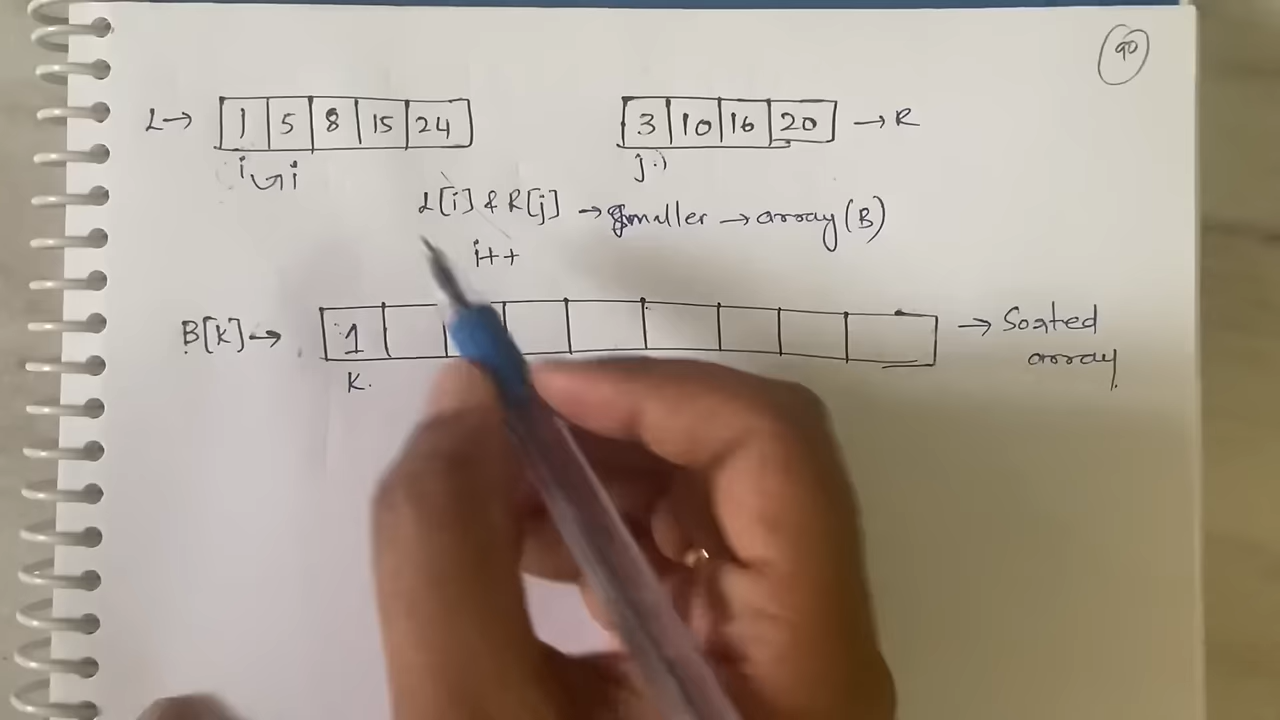 90
L→ 1 5 8 15 24
3 10 16 20 →R
i i
j
L[i] & R[j] →smaller →array(B)
i++
B[k]→ 1 →Sorted
array
k.